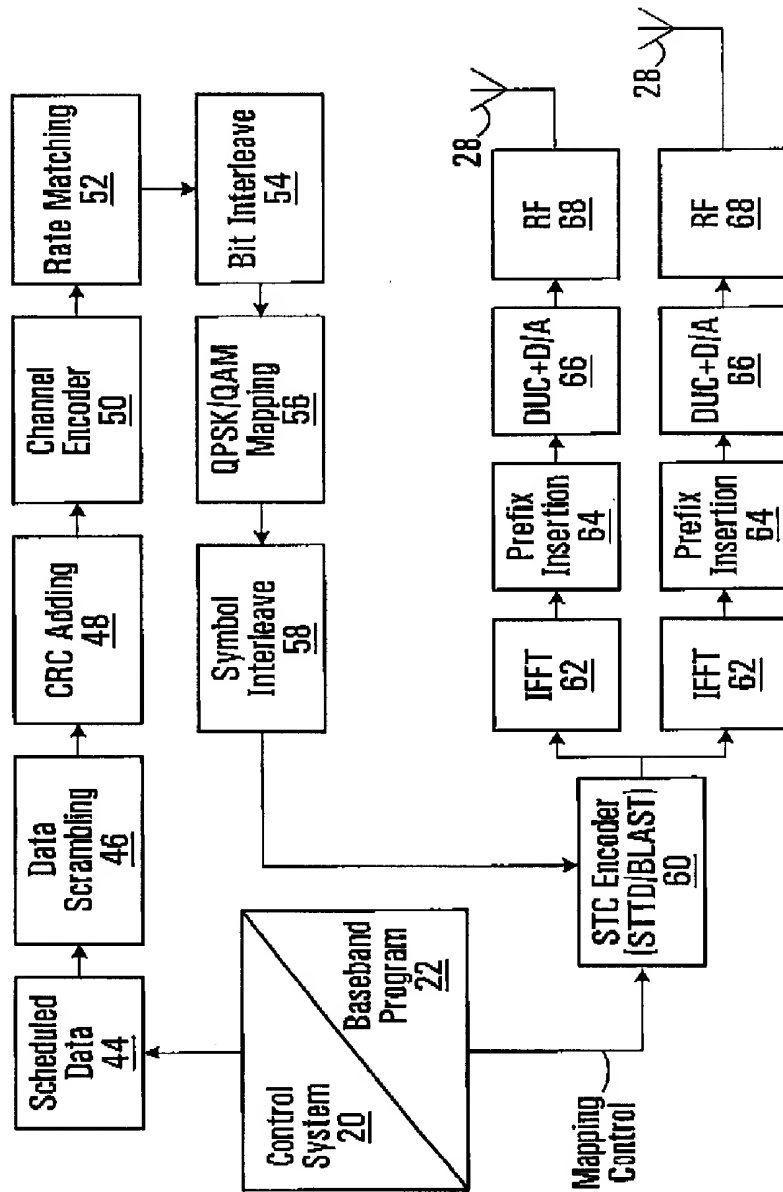 Scheduled
Data
44
Data
Scrambling
46
CRC Adding
48
Channel
Encoder
50
Rate Matching
52
Bit Interleave
54
QPSK/QAM
Mapping
56
Symbol
Interleave
58
Control
System
20
Baseband
Program
22
Mapping
Control
STC Encoder
(STTD/BLAST)
60
IFFT
62
Prefix
Insertion
64
DUC+D/A
66
RF
68
28
IFFT
62
Prefix
Insertion
64
DUC+D/A
66
RF
68
28